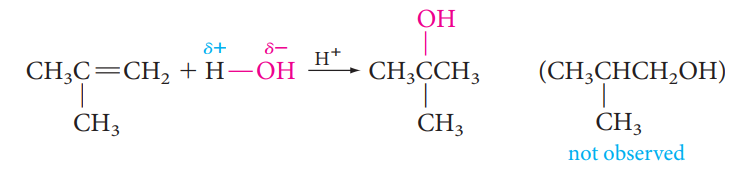 OH
δ+ δ−
CH₃C=CH₂ + H—OH H⁺ CH₃CCH₃ (CH₃CHCH₂OH)
CH₃ CH₃ CH₃
not observed